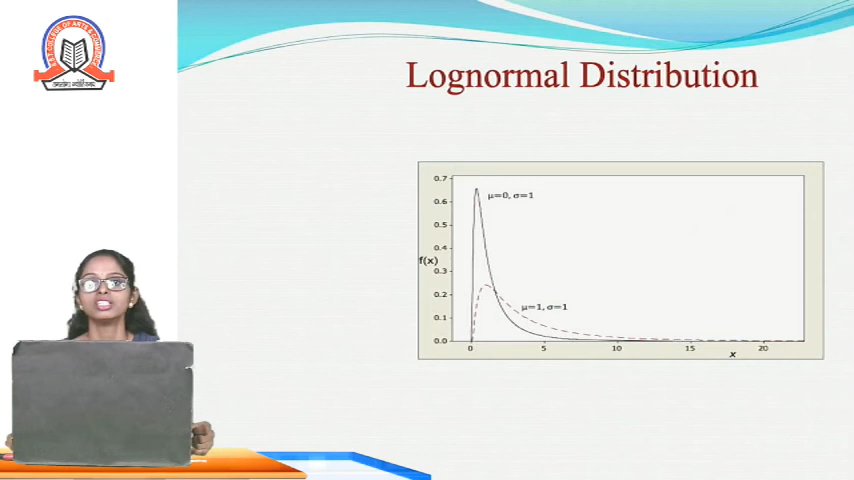 Lognormal Distribution
0.7
0.6
0.5
0.4
0.3
0.2
0.1
0.0
f(x)
μ=0, σ=1
μ=1, σ=1
0 5 10 15 20
x